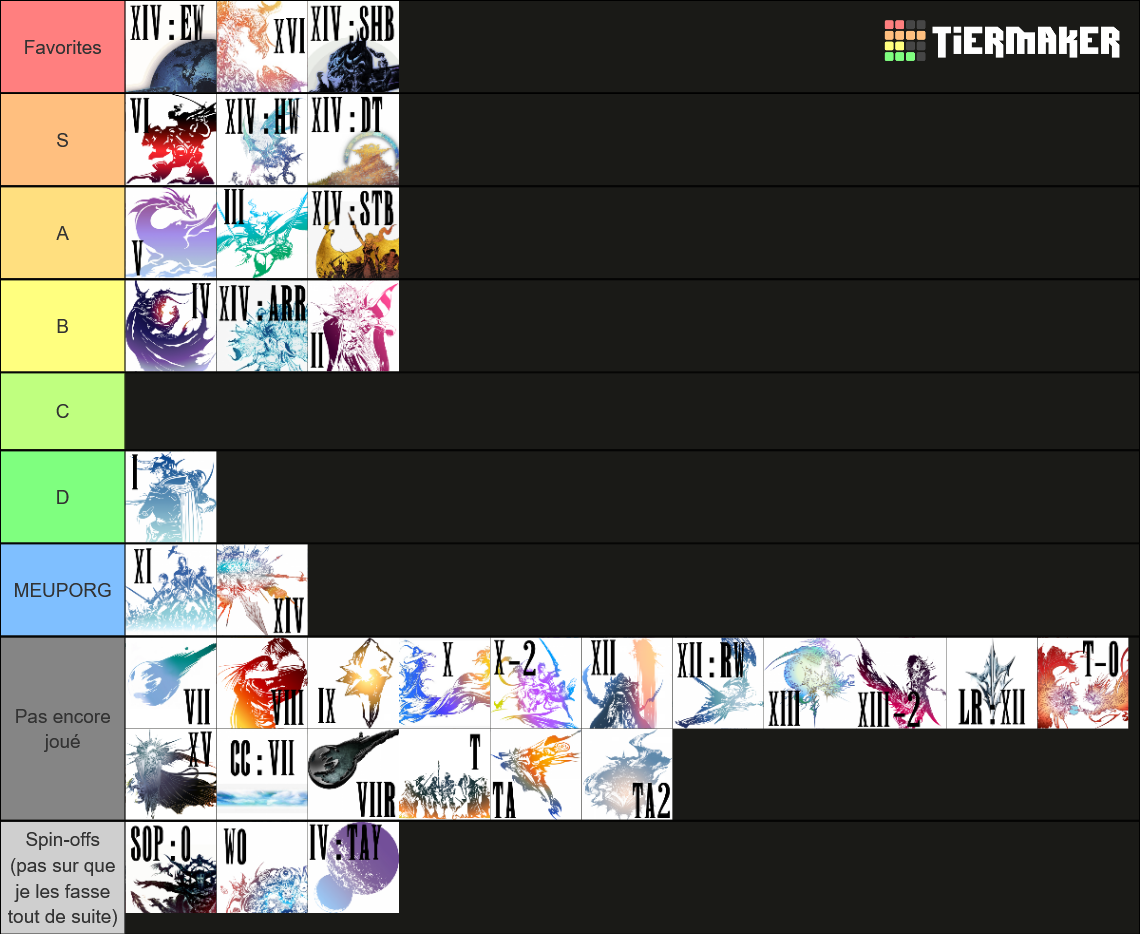 Favorites
XIV : EW
XVI
XIV : SHB
TiERMAKER
S
VI
XIV : HW
XIV : DT
A
V
III
XIV : STB
B
IV
XIV : ARR
II
C
D
I
MEUPORG
XI
XIV
Pas encore
joué
VII
VIII
IX
X
X-2
XII
XII : RW
XIII
XIII-2
LR : XII
T-0
XV
CC : VII
VIIR
T
TA
TA2
Spin-offs
(pas sur que
je les fasse
tout de suite)
SOP : O
WO
IV : TAY